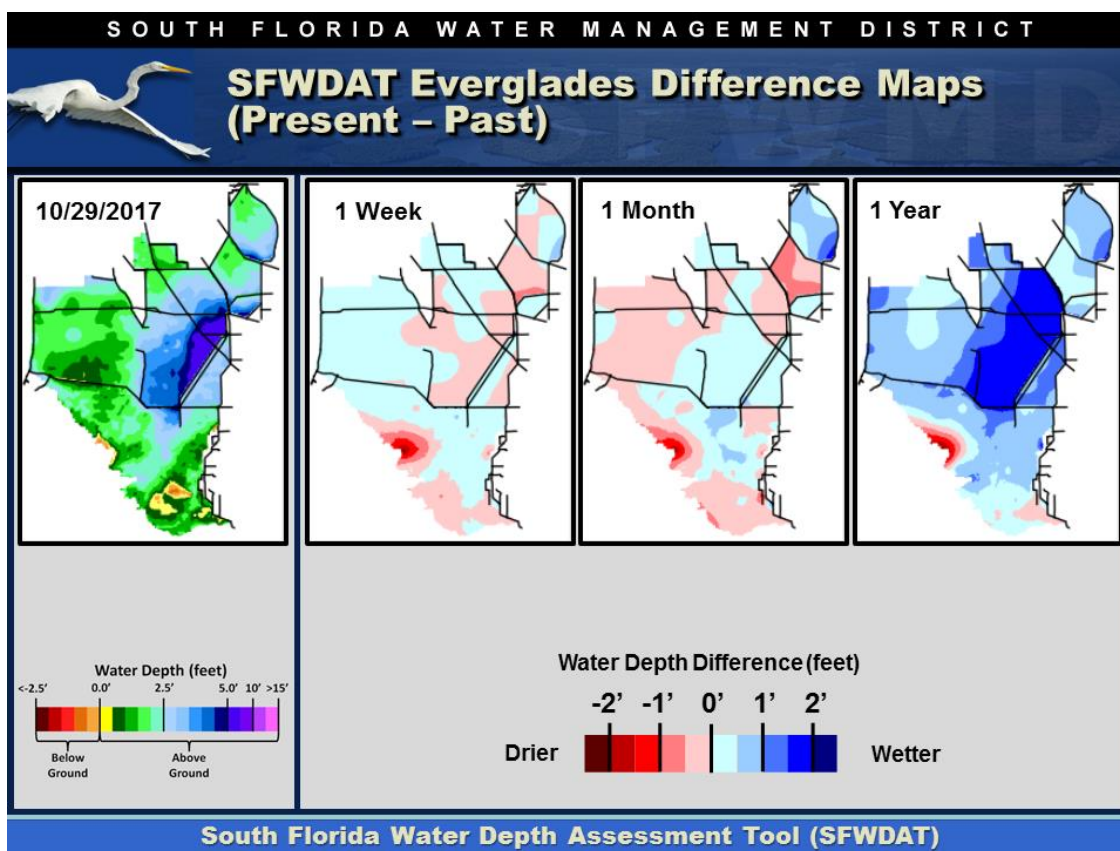 SOUTH FLORIDA WATER MANAGEMENT DISTRICT
SFWDAT Everglades Difference Maps
(Present – Past)
10/29/2017
1 Week
1 Month
1 Year
Water Depth (feet)
<-2.5' 0.0' 2.5' 5.0' 10' >15'
Below
Ground
Above
Ground
Water Depth Difference (feet)
-2' -1' 0' 1' 2'
Drier
Wetter
South Florida Water Depth Assessment Tool (SFWDAT)